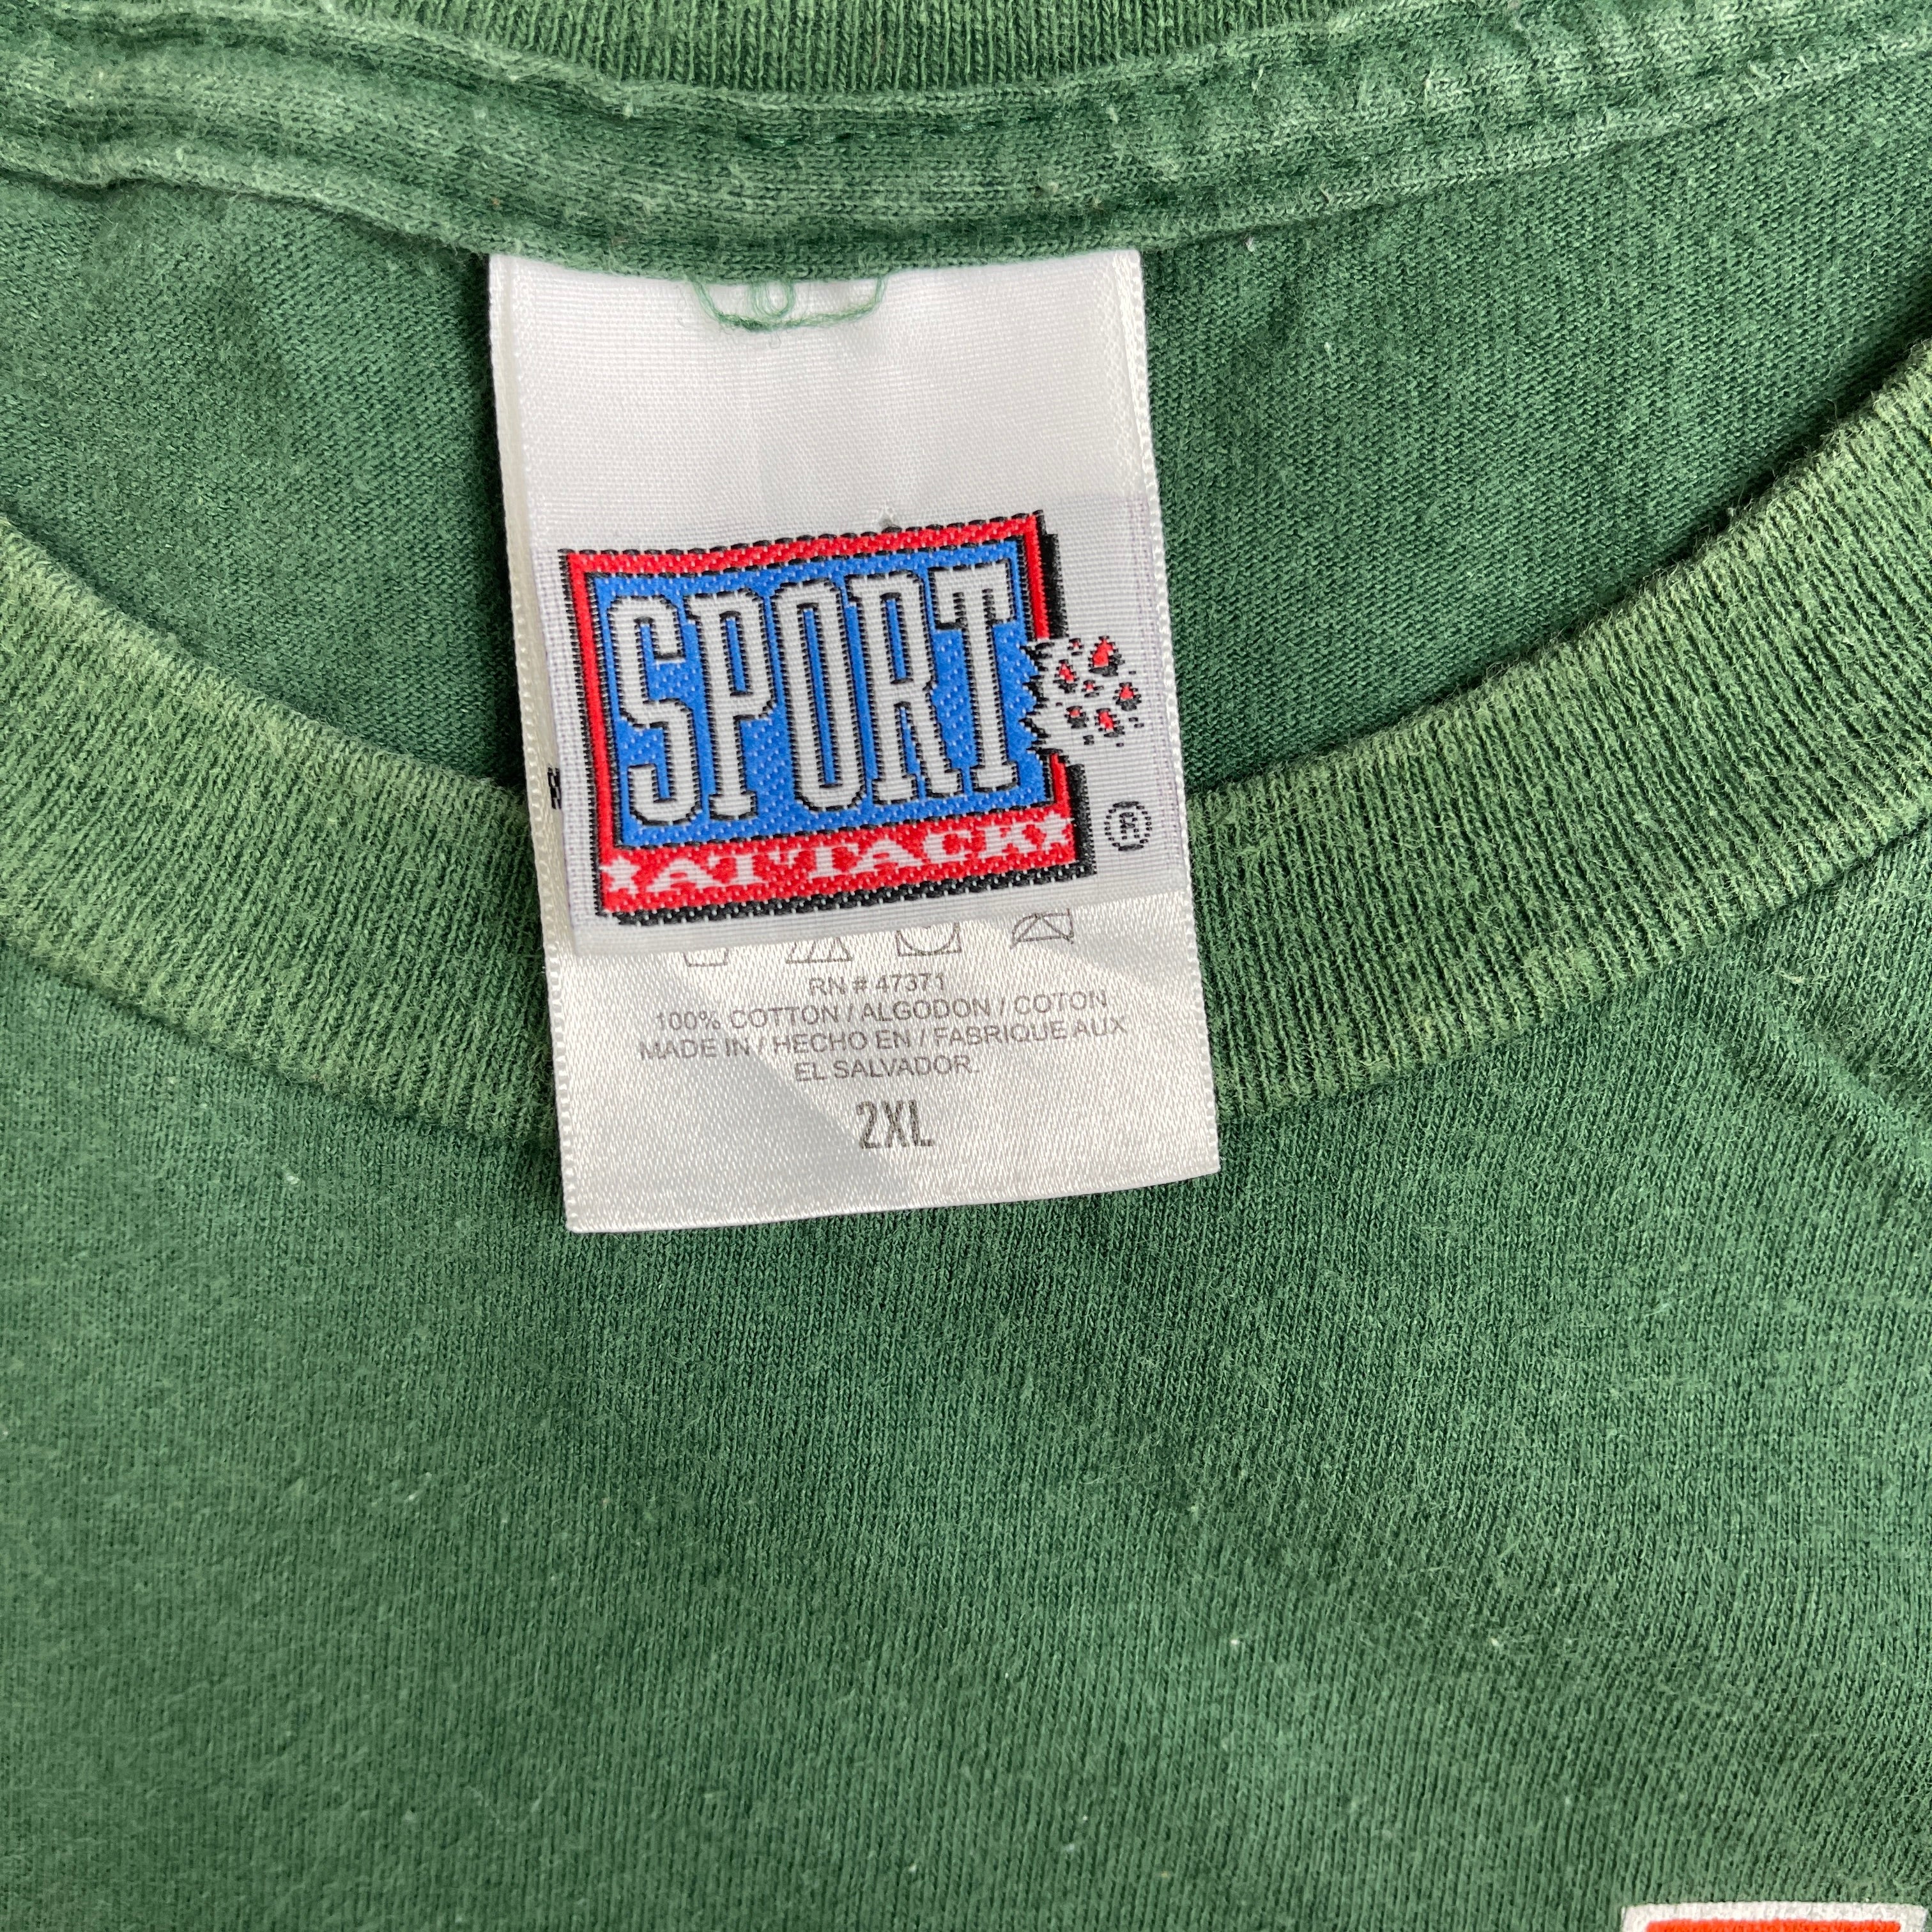 SPORT
ATTACK
®
RN # 47371
100% COTTON / ALGODON / COTON
MADE IN / HECHO EN / FABRIQUE AUX
EL SALVADOR.
2XL